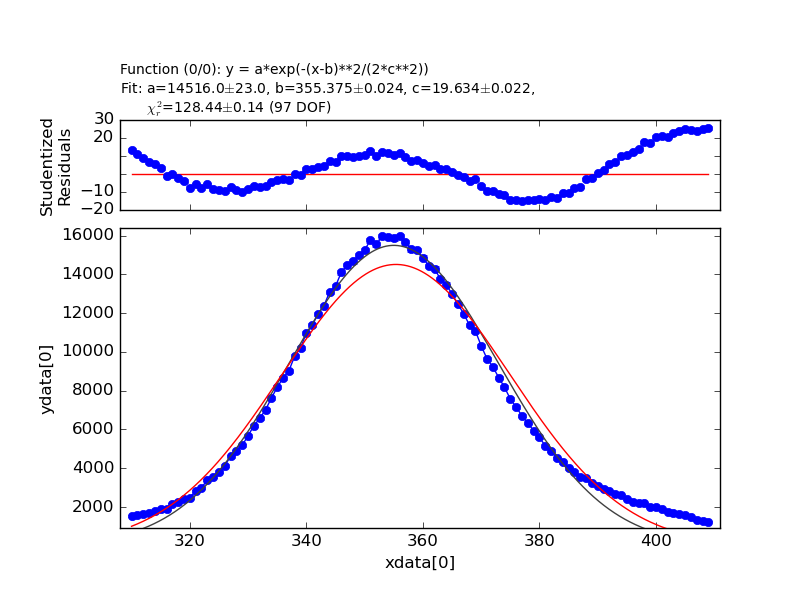 Function (0/0): y = a*exp(-(x-b)**2/(2*c**2))
Fit: a=14516.0±23.0, b=355.375±0.024, c=19.634±0.022,
χ²ᵣ=128.44±0.14 (97 DOF)
Studentized
Residuals
30
20
−10
−20
ydata[0]
16000
14000
12000
10000
8000
6000
4000
2000
320
340
360
380
400
xdata[0]